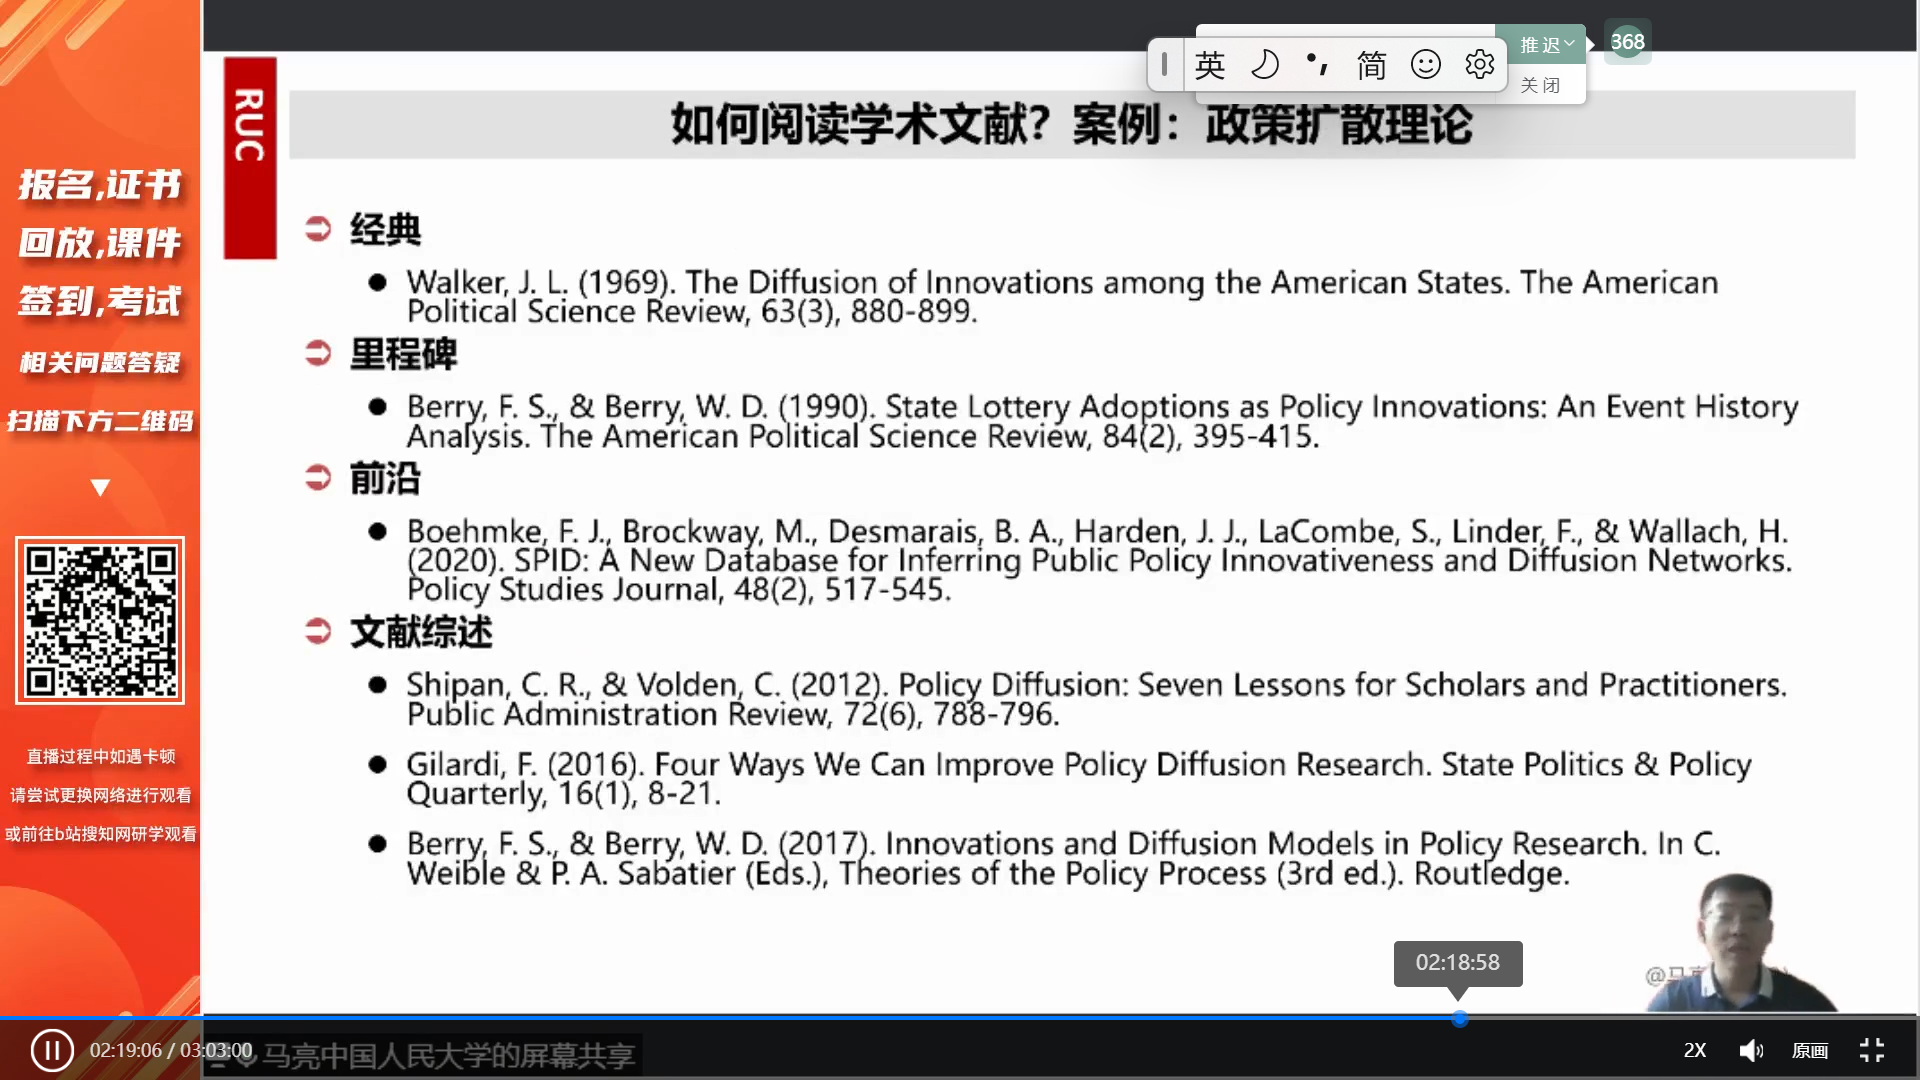 报名,证书
回放,课件
签到,考试
相关问题答疑
扫描下方二维码
直播过程中如遇卡顿
请尝试更换网络进行观看
或前往b站搜知网研学观看
英
简
推迟
关闭
368
RUC
如何阅读学术文献？案例：政策扩散理论
经典
Walker, J. L. (1969). The Diffusion of Innovations among the American States. The American
Political Science Review, 63(3), 880-899.
里程碑
Berry, F. S., & Berry, W. D. (1990). State Lottery Adoptions as Policy Innovations: An Event History
Analysis. The American Political Science Review, 84(2), 395-415.
前沿
Boehmke, F. J., Brockway, M., Desmarais, B. A., Harden, J. J., LaCombe, S., Linder, F., & Wallach, H.
(2020). SPID: A New Database for Inferring Public Policy Innovativeness and Diffusion Networks.
Policy Studies Journal, 48(2), 517-545.
文献综述
Shipan, C. R., & Volden, C. (2012). Policy Diffusion: Seven Lessons for Scholars and Practitioners.
Public Administration Review, 72(6), 788-796.
Gilardi, F. (2016). Four Ways We Can Improve Policy Diffusion Research. State Politics & Policy
Quarterly, 16(1), 8-21.
Berry, F. S., & Berry, W. D. (2017). Innovations and Diffusion Models in Policy Research. In C.
Weible & P. A. Sabatier (Eds.), Theories of the Policy Process (3rd ed.). Routledge.
02:18:58
@马
02:19:06 / 03:03:00
马亮中国人民大学的屏幕共享
2X
原画